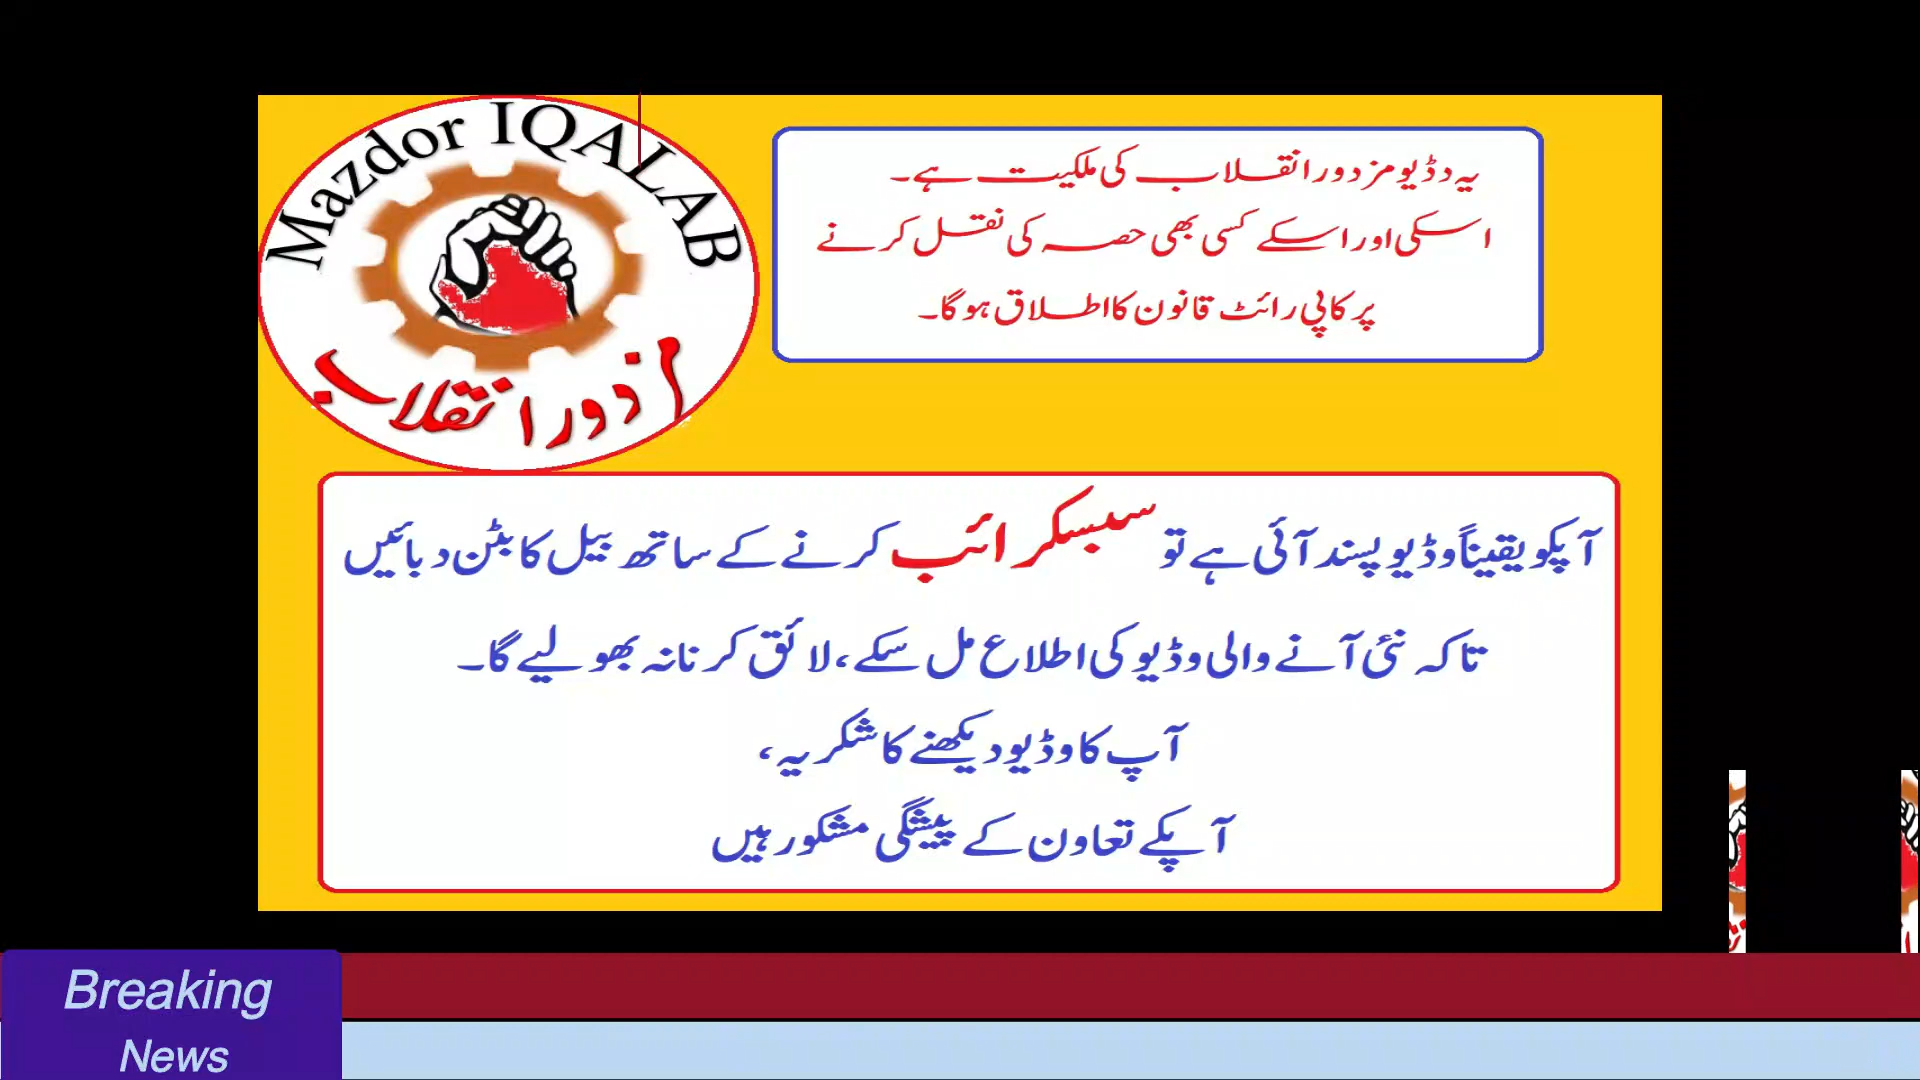 Mazdor IQALAB
مزدور انقلاب
یہ دڈیو مزدور انقلاب کی ملکیت ہے۔
اسکی اور اسکے کسی بھی حصہ کی نقل کرنے
پر کاپی رائٹ قانون کا اطلاق ہوگا۔
آپکو یقیناً وڈیو پسند آئی ہے تو سبسکرائب کرنے کے ساتھ بیل کا بٹن دبائیں
تاکہ نئی آنے والی وڈیو کی اطلاع مل سکے، لائق کرنا نہ بھولیے گا۔
آپ کا وڈیو دیکھنے کا شکریہ،
آپکے تعاون کے پیشگی مشکور ہیں
Breaking
News